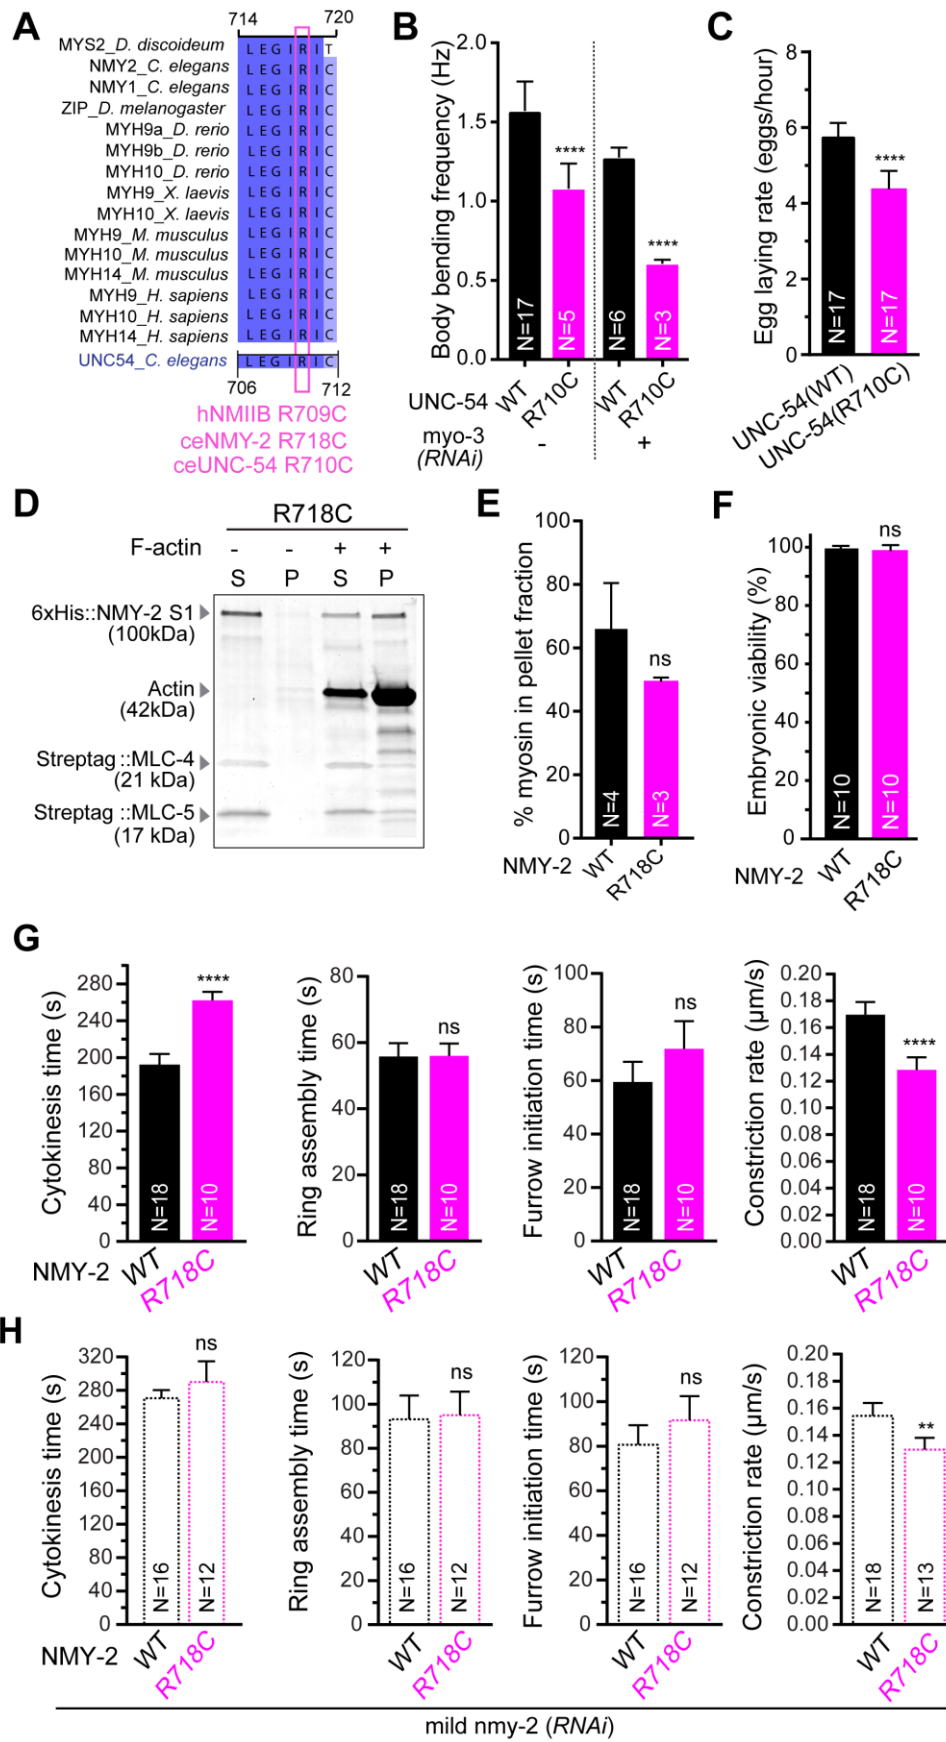 A
714 720
MYS2_D. discoideum L E G I R I T
NMY2_C. elegans L E G I R I C
NMY1_C. elegans L E G I R I C
ZIP_D. melanogaster L E G I R I C
MYH9a_D. rerio L E G I R I C
MYH9b_D. rerio L E G I R I C
MYH10_D. rerio L E G I R I C
MYH9_X. laevis L E G I R I C
MYH10_X. laevis L E G I R I C
MYH9_M. musculus L E G I R I C
MYH10_M. musculus L E G I R I C
MYH14_M. musculus L E G I R I C
MYH9_H. sapiens L E G I R I C
MYH10_H. sapiens L E G I R I C
MYH14_H. sapiens L E G I R I C
UNC54_C. elegans L E G I R I C
706 712
hNMIIB R709C
ceNMY-2 R718C
ceUNC-54 R710C
B
Body bending frequency (Hz)
2.0
1.5
1.0
0.5
0.0
****
****
N=17 N=5 N=6 N=3
UNC-54 WT R710C WT R710C
myo-3 - +
(RNAi)
C
Egg laying rate (eggs/hour)
8
6
4
2
0
****
N=17 N=17
UNC-54(WT)
UNC-54(R710C)
D
R718C
F-actin - - + +
S P S P
6xHis::NMY-2 S1
(100kDa)
Actin
(42kDa)
Streptag ::MLC-4
(21 kDa)
Streptag ::MLC-5
(17 kDa)
E
% myosin in pellet fraction
100
80
60
40
20
0
ns
N=4 N=3
NMY-2 WT R718C
F
Embryonic viability (%)
100
80
60
40
20
0
ns
N=10 N=10
NMY-2 WT R718C
G
Cytokinesis time (s)
280
240
200
160
120
80
40
0
****
N=18 N=10
NMY-2 WT R718C
Ring assembly time (s)
80
60
40
20
0
ns
N=18 N=10
WT R718C
Furrow initiation time (s)
100
80
60
40
20
0
ns
N=18 N=10
WT R718C
Constriction rate (µm/s)
0.20
0.18
0.16
0.14
0.12
0.10
0.08
0.06
0.04
0.02
0.00
****
N=18 N=10
WT R718C
H
Cytokinesis time (s)
320
280
240
200
160
120
80
40
0
ns
N=16 N=12
NMY-2 WT R718C
Ring assembly time (s)
120
100
80
60
40
20
0
ns
N=16 N=12
WT R718C
Furrow initiation time (s)
120
100
80
60
40
20
0
ns
N=16 N=12
WT R718C
Constriction rate (µm/s)
0.20
0.18
0.16
0.14
0.12
0.10
0.08
0.06
0.04
0.02
0.00
**
N=18 N=13
WT R718C
mild nmy-2 (RNAi)